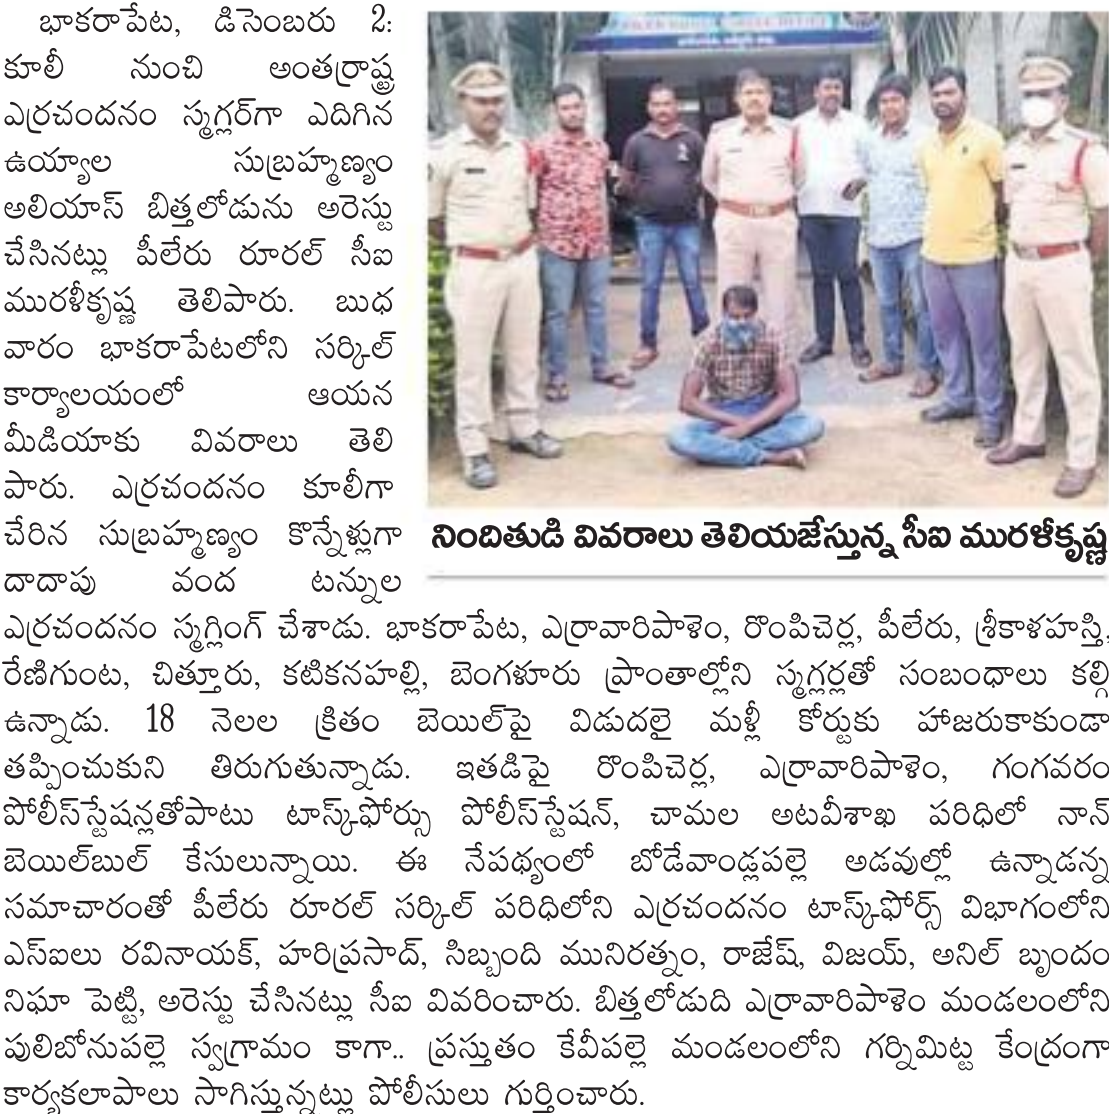 భాకరాపేట, డిసెంబరు 2:
కూలీ నుంచి అంతర్రాష్ట్ర
ఎర్రచందనం స్మగ్లర్‌గా ఎదిగిన
ఉయ్యాల సుబ్రహ్మణ్యం
అలియాస్ బిత్తలోడును అరెస్టు
చేసినట్లు పీలేరు రూరల్ సీఐ
మురళీకృష్ణ తెలిపారు. బుధ
వారం భాకరాపేటలోని సర్కిల్
కార్యాలయంలో ఆయన
మీడియాకు వివరాలు తెలి
పారు. ఎర్రచందనం కూలీగా
చేరిన సుబ్రహ్మణ్యం కొన్నేళ్లుగా
దాదాపు వంద టన్నుల
ఎర్రచందనం స్మగ్లింగ్ చేశాడు. భాకరాపేట, ఎర్రావారిపాళెం, రొంపిచెర్ల, పీలేరు, శ్రీకాళహస్తి,
రేణిగుంట, చిత్తూరు, కటికనహల్లి, బెంగళూరు ప్రాంతాల్లోని స్మగ్లర్లతో సంబంధాలు కల్గి
ఉన్నాడు. 18 నెలల క్రితం బెయిల్‌పై విడుదలై మళ్లీ కోర్టుకు హాజరుకాకుండా
తప్పించుకుని తిరుగుతున్నాడు. ఇతడిపై రొంపిచెర్ల, ఎర్రావారిపాళెం, గంగవరం
పోలీస్‌స్టేషన్లతోపాటు టాస్క్‌ఫోర్సు పోలీస్‌స్టేషన్, చామల అటవీశాఖ పరిధిలో నాన్
బెయిల్‌బుల్ కేసులున్నాయి. ఈ నేపథ్యంలో బోడేవాండ్లపల్లె అడవుల్లో ఉన్నాడన్న
సమాచారంతో పీలేరు రూరల్ సర్కిల్ పరిధిలోని ఎర్రచందనం టాస్క్‌ఫోర్స్ విభాగంలోని
ఎస్ఐలు రవినాయక్, హరిప్రసాద్, సిబ్బంది మునిరత్నం, రాజేష్, విజయ్, అనిల్ బృందం
నిఘా పెట్టి, అరెస్టు చేసినట్లు సీఐ వివరించారు. బిత్తలోడుది ఎర్రావారిపాళెం మండలంలోని
పులిబోనుపల్లె స్వగ్రామం కాగా.. ప్రస్తుతం కేవీపల్లె మండలంలోని గర్నిమిట్ట కేంద్రంగా
కార్యకలాపాలు సాగిస్తున్నట్లు పోలీసులు గుర్తించారు.
నిందితుడి వివరాలు తెలియజేస్తున్న సీఐ మురళీకృష్ణ